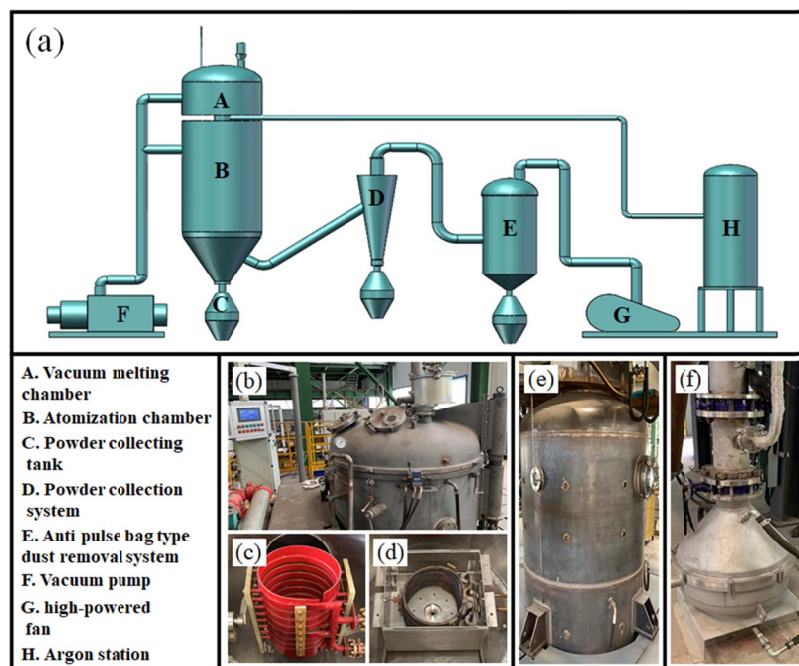 (a)
A
B
C
D
E
F
G
H
A. Vacuum melting
chamber
B. Atomization chamber
C. Powder collecting
tank
D. Powder collection
system
E. Anti pulse bag type
dust removal system
F. Vacuum pump
G. high-powered
fan
H. Argon station
(b)
(c)
(d)
(e)
(f)